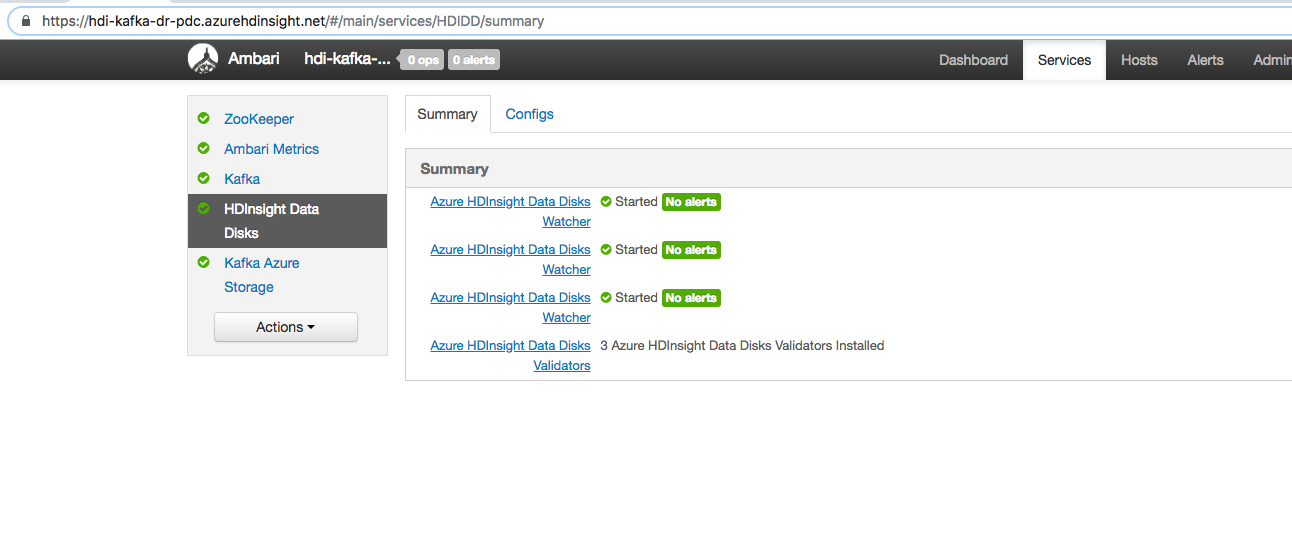 https://hdi-kafka-dr-pdc.azurehdinsight.net/#/main/services/HDIDD/summary
Ambari hdi-kafka-... 0 ops 0 alerts Dashboard Services Hosts Alerts Admin
ZooKeeper
Ambari Metrics
Kafka
HDInsight Data
Disks
Kafka Azure
Storage
Actions
Summary Configs
Summary
Azure HDInsight Data Disks Started No alerts
Watcher
Azure HDInsight Data Disks Started No alerts
Watcher
Azure HDInsight Data Disks Started No alerts
Watcher
Azure HDInsight Data Disks 3 Azure HDInsight Data Disks Validators Installed
Validators